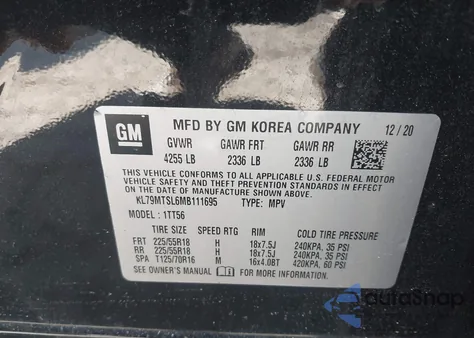 GM
MFD BY GM KOREA COMPANY 12/20
GVWR GAWR FRT GAWR RR
4255 LB 2336 LB 2336 LB
THIS VEHICLE CONFORMS TO ALL APPLICABLE U.S. FEDERAL MOTOR
VEHICLE SAFETY, BUMPER, AND THEFT PREVENTION STANDARDS IN
EFFECT ON THE DATE OF MANUFACTURE SHOWN ABOVE.
KL79MTSL6MB111695 TYPE: MPV
MODEL: 1TT56
TIRE SIZE SPEED RTG RIM COLD TIRE PRESSURE
FRT 225/55R18 H 18x7.5J 240KPA, 35 PSI
RR 225/55R18 H 18x7.5J 240KPA, 35 PSI
SPA T125/70R16 M 16x4.0BT 420KPA, 60 PSI
SEE OWNER'S MANUAL FOR MORE INFORMATION
autoSnap